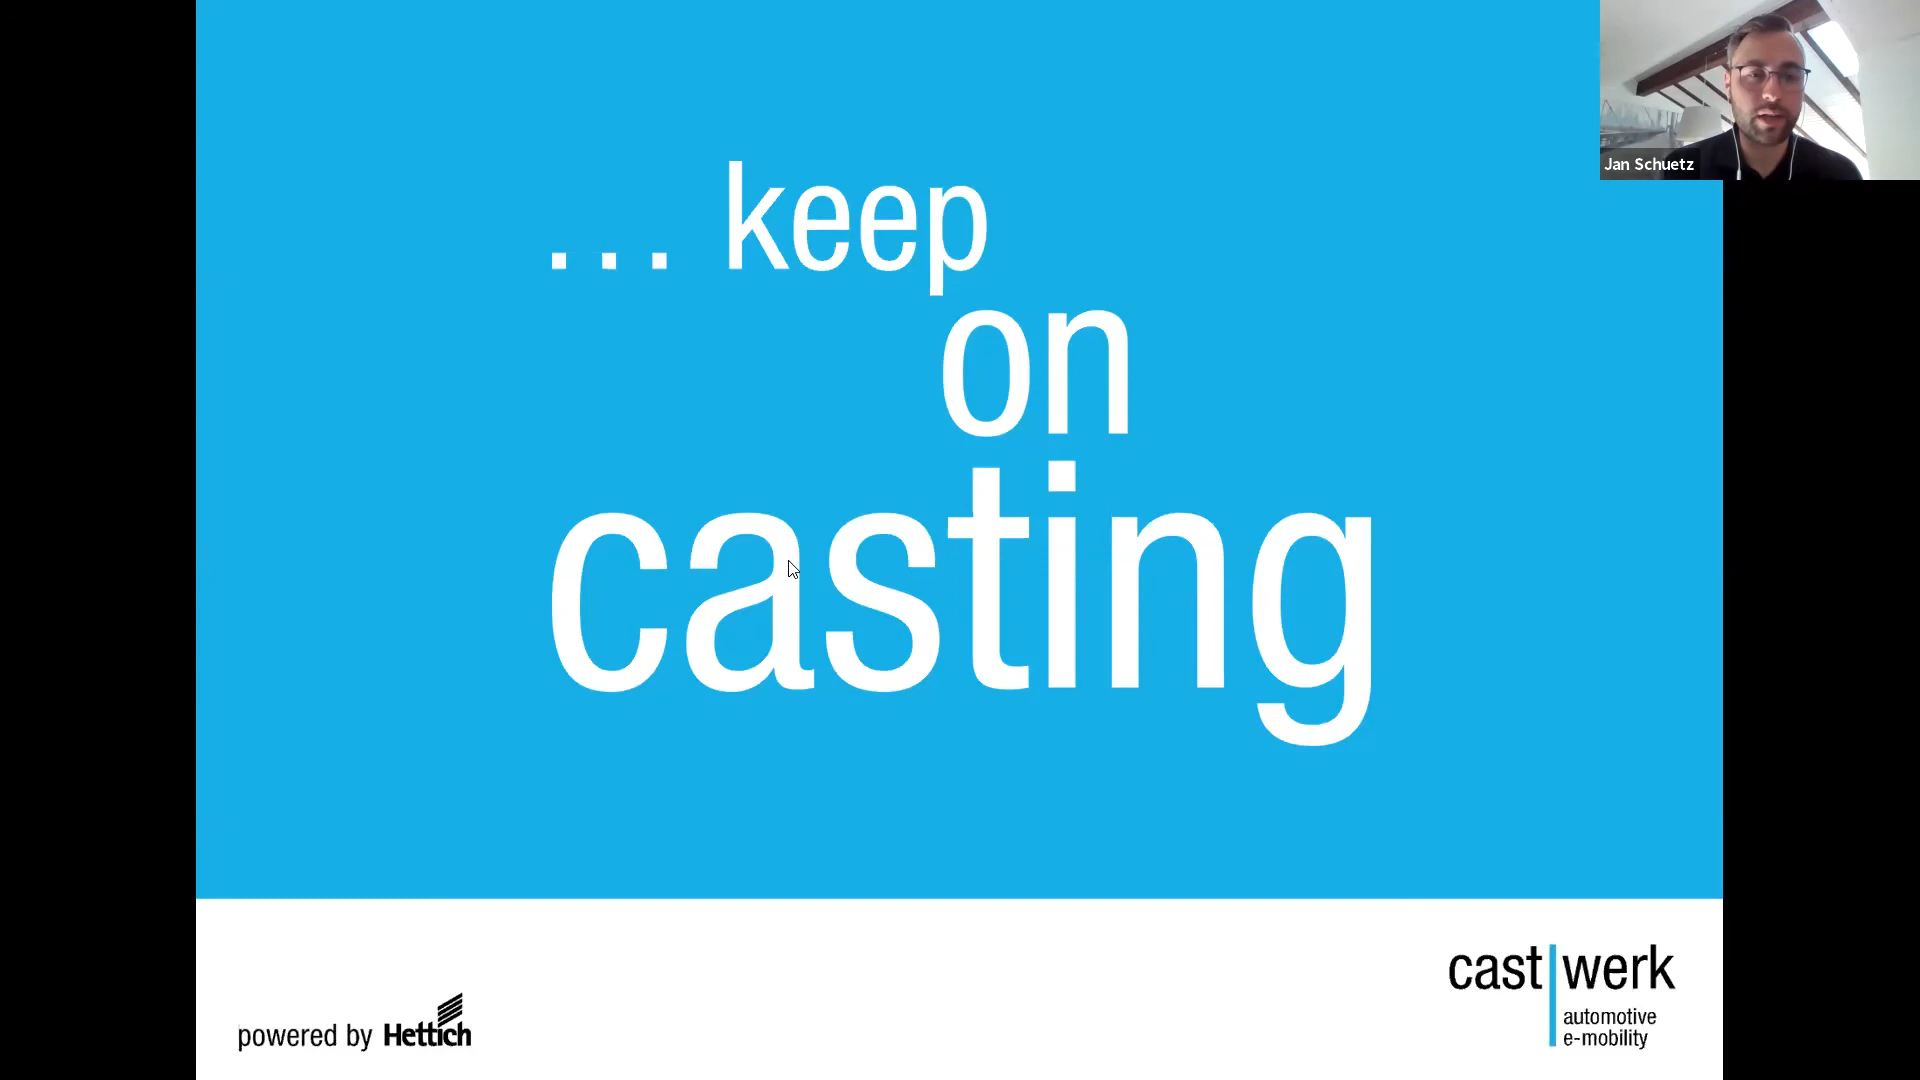 ... keep
on
casting
Jan Schuetz
powered by Hettich
cast|werk
automotive
e-mobility